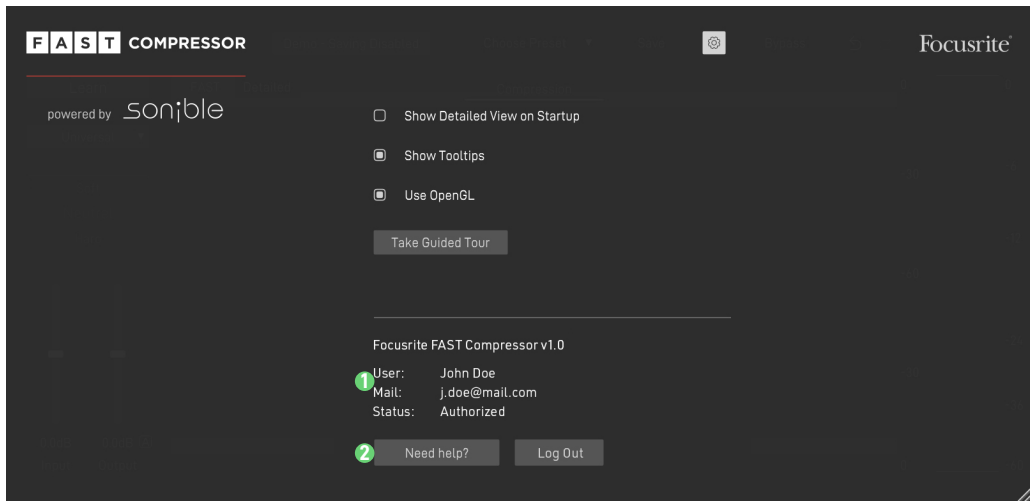 FAST COMPRESSOR
Focusrite®
powered by sonible
Show Detailed View on Startup
Show Tooltips
Use OpenGL
Take Guided Tour
Focusrite FAST Compressor v1.0
1
User: John Doe
Mail: j.doe@mail.com
Status: Authorized
2
Need help? Log Out